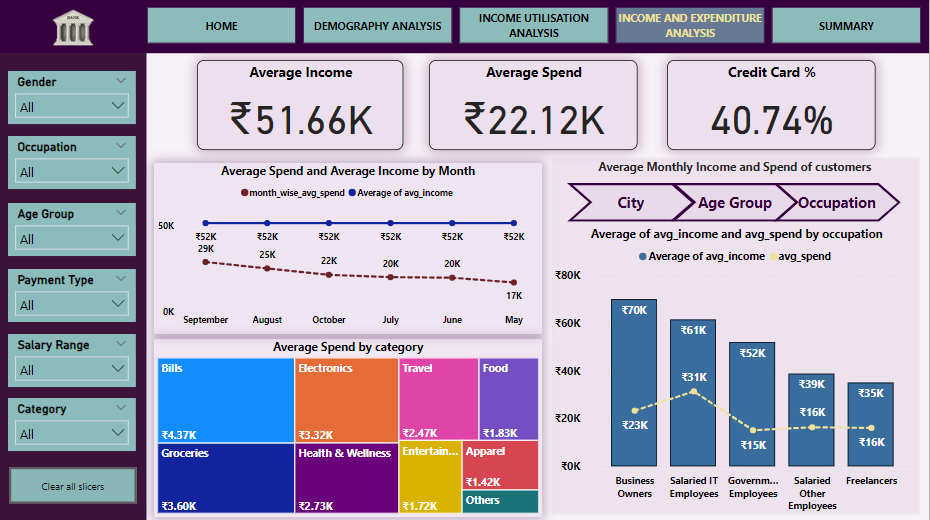 BANK
HOME
DEMOGRAPHY ANALYSIS
INCOME UTILISATION
ANALYSIS
INCOME AND EXPENDITURE
ANALYSIS
SUMMARY
Gender
All
Occupation
All
Age Group
All
Payment Type
All
Salary Range
All
Category
All
Clear all slicers
Average Income
₹51.66K
Average Spend
₹22.12K
Credit Card %
40.74%
Average Spend and Average Income by Month
month_wise_avg_spend Average of avg_income
50K
₹52K ₹52K ₹52K ₹52K ₹52K ₹52K
29K 25K 22K 20K 20K 17K
0K
September August October July June May
Average Spend by category
Bills
₹4.37K
Electronics
₹3.32K
Travel
₹2.47K
Food
₹1.83K
Groceries
₹3.60K
Health & Wellness
₹2.73K
Entertain...
₹1.72K
Apparel
₹1.42K
Others
Average Monthly Income and Spend of customers
City Age Group Occupation
Average of avg_income and avg_spend by occupation
Average of avg_income avg_spend
₹80K
₹60K
₹40K
₹20K
₹0K
₹70K ₹61K ₹52K ₹39K ₹35K
₹23K ₹31K ₹15K ₹16K ₹16K
Business
Owners
Salaried IT
Employees
Governm...
Employees
Salaried
Other
Employees
Freelancers